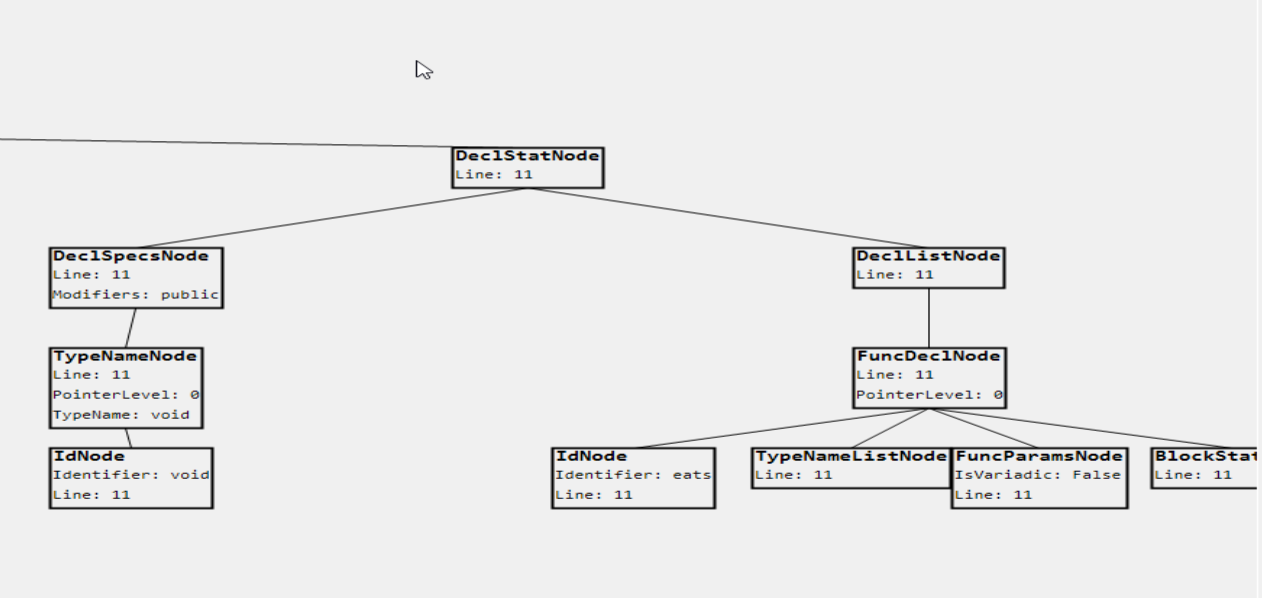 DeclStatNode
Line: 11
DeclSpecsNode
Line: 11
Modifiers: public
DeclListNode
Line: 11
TypeNameNode
Line: 11
PointerLevel: 0
TypeName: void
FuncDeclNode
Line: 11
PointerLevel: 0
IdNode
Identifier: void
Line: 11
IdNode
Identifier: eats
Line: 11
TypeNameListNode
Line: 11
FuncParamsNode
IsVariadic: False
Line: 11
BlockStat
Line: 11